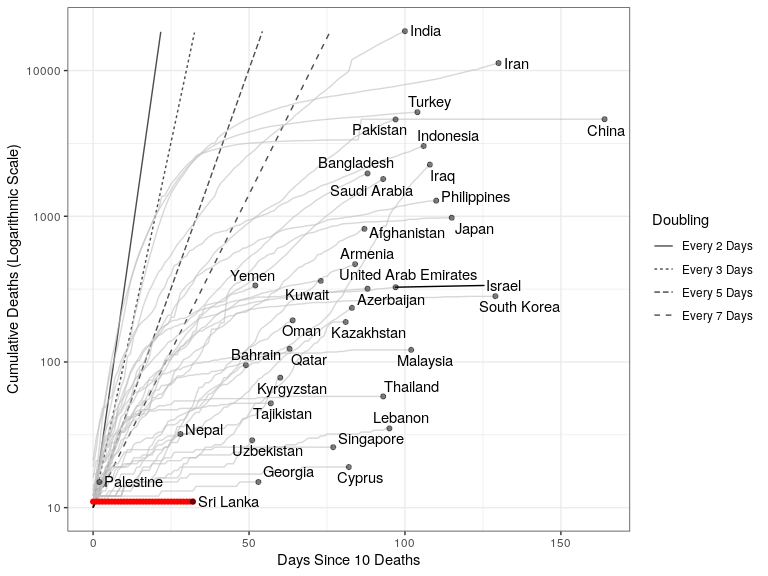 India
Iran
10000
Turkey
Pakistan
China
Indonesia
Bangladesh
Iraq
Saudi Arabia
Philippines
1000
Japan
Afghanistan
Armenia
Yemen
United Arab Emirates
Israel
Kuwait
Azerbaijan
South Korea
Oman
Kazakhstan
Bahrain
Qatar
Malaysia
100
Kyrgyzstan
Thailand
Tajikistan
Lebanon
Nepal
Singapore
Uzbekistan
Georgia
Cyprus
Palestine
Sri Lanka
10
0
50
100
150
Days Since 10 Deaths
Cumulative Deaths (Logarithmic Scale)
Doubling
Every 2 Days
Every 3 Days
Every 5 Days
Every 7 Days